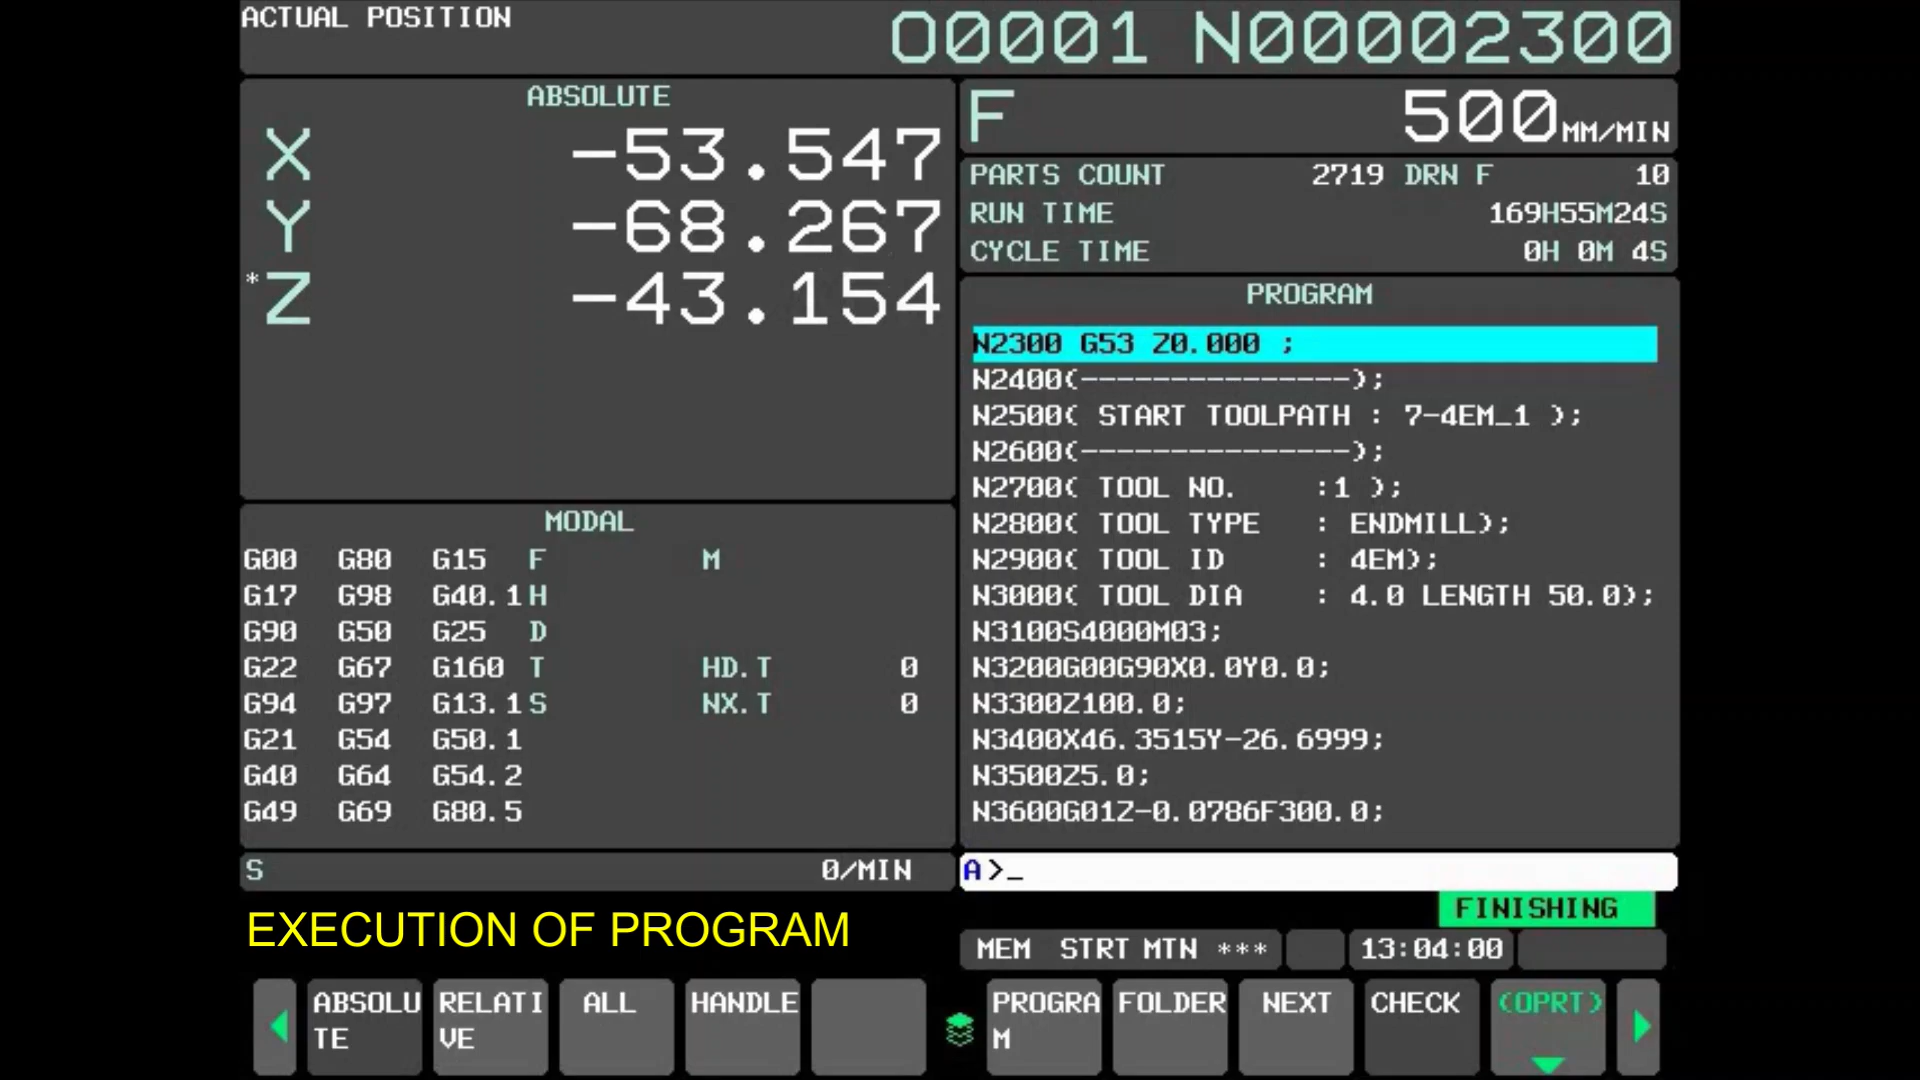 ACTUAL POSITION
O0001 N00002300
ABSOLUTE
X -53.547
Y -68.267
*Z -43.154
F 500MM/MIN
PARTS COUNT 2719 DRN F 10
RUN TIME 169H55M24S
CYCLE TIME 0H 0M 4S
PROGRAM
N2300 G53 Z0.000 ;
N2400(---------------);
N2500( START TOOLPATH : 7-4EM_1 );
N2600(---------------);
N2700( TOOL NO. :1 );
N2800( TOOL TYPE : ENDMILL);
N2900( TOOL ID : 4EM);
N3000( TOOL DIA : 4.0 LENGTH 50.0);
N3100S4000M03;
N3200G00G90X0.0Y0.0;
N3300Z100.0;
N3400X46.3515Y-26.6999;
N3500Z5.0;
N3600G01Z-0.0786F300.0;
MODAL
G00 G80 G15 F M
G17 G98 G40.1 H
G90 G50 G25 D
G22 G67 G160 T HD.T 0
G94 G97 G13.1 S NX.T 0
G21 G54 G50.1
G40 G64 G54.2
G49 G69 G80.5
S 0/MIN
A>_
FINISHING
EXECUTION OF PROGRAM
MEM STRT MTN *** 13:04:00
ABSOLU
TE
RELATI
VE
ALL
HANDLE
PROGRA
M
FOLDER
NEXT
CHECK
(OPRT)